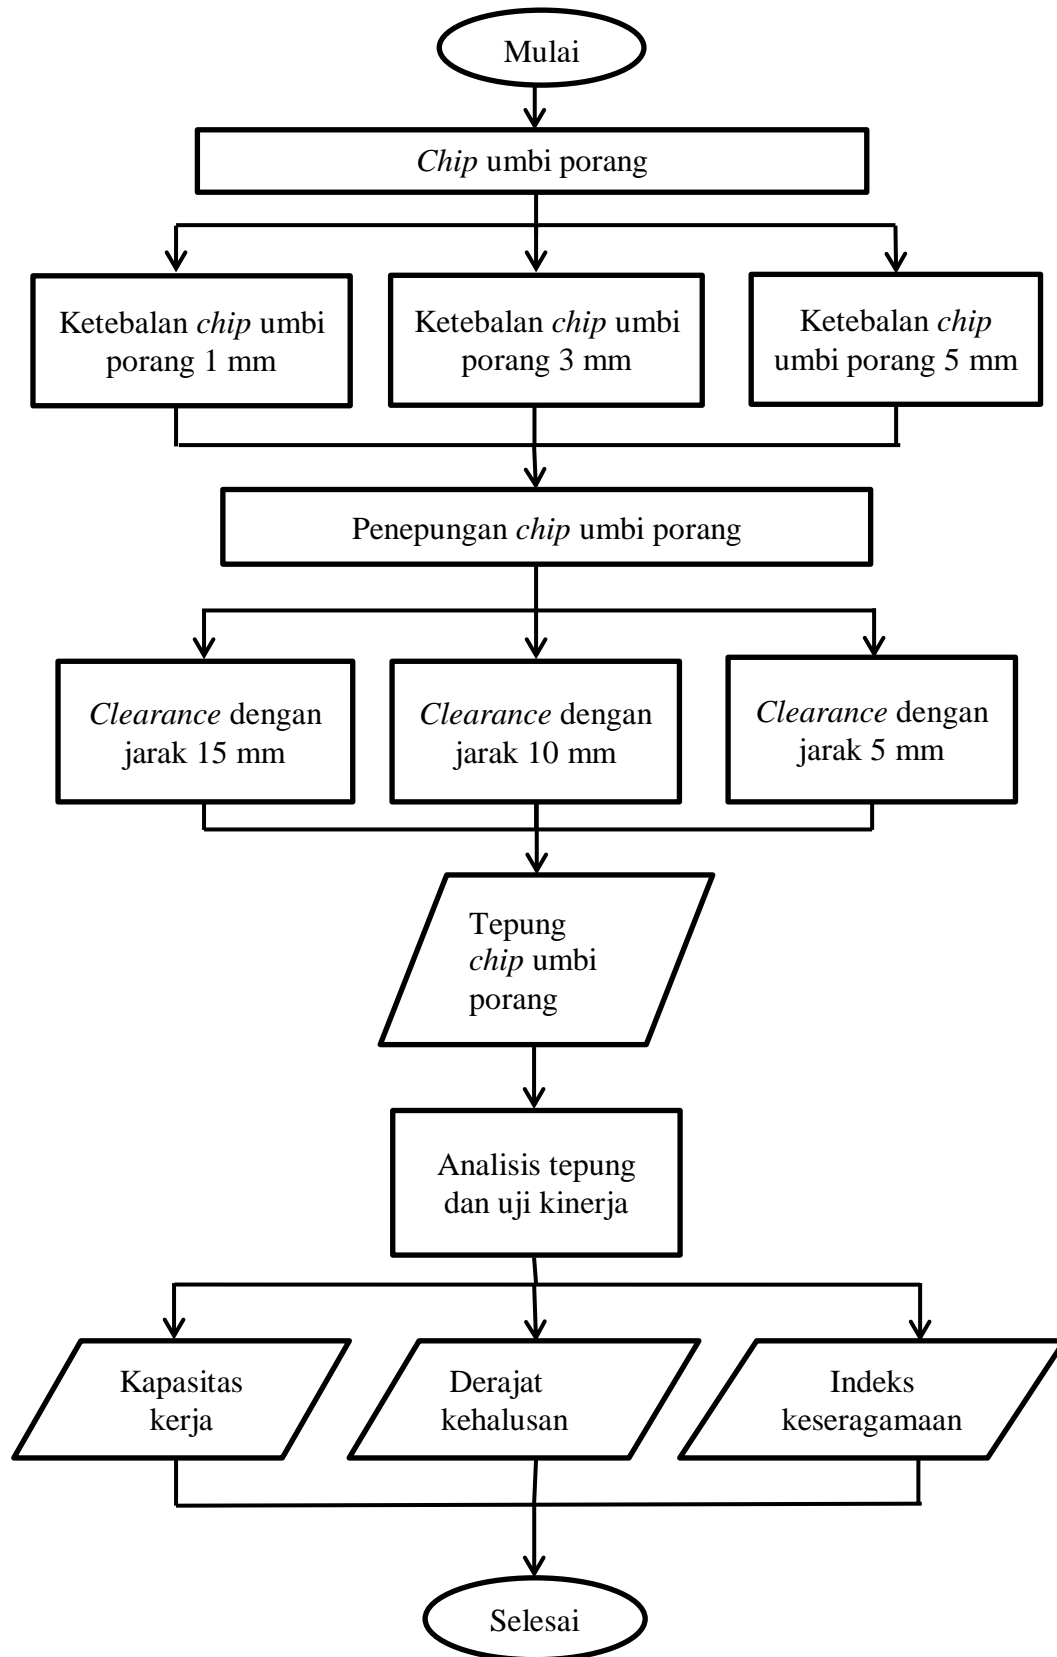 Mulai
Chip umbi porang
Ketebalan chip umbi
porang 1 mm
Ketebalan chip umbi
porang 3 mm
Ketebalan chip
umbi porang 5 mm
Penepungan chip umbi porang
Clearance dengan
jarak 15 mm
Clearance dengan
jarak 10 mm
Clearance dengan
jarak 5 mm
Tepung
chip umbi
porang
Analisis tepung
dan uji kinerja
Kapasitas
kerja
Derajat
kehalusan
Indeks
keseragamaan
Selesai